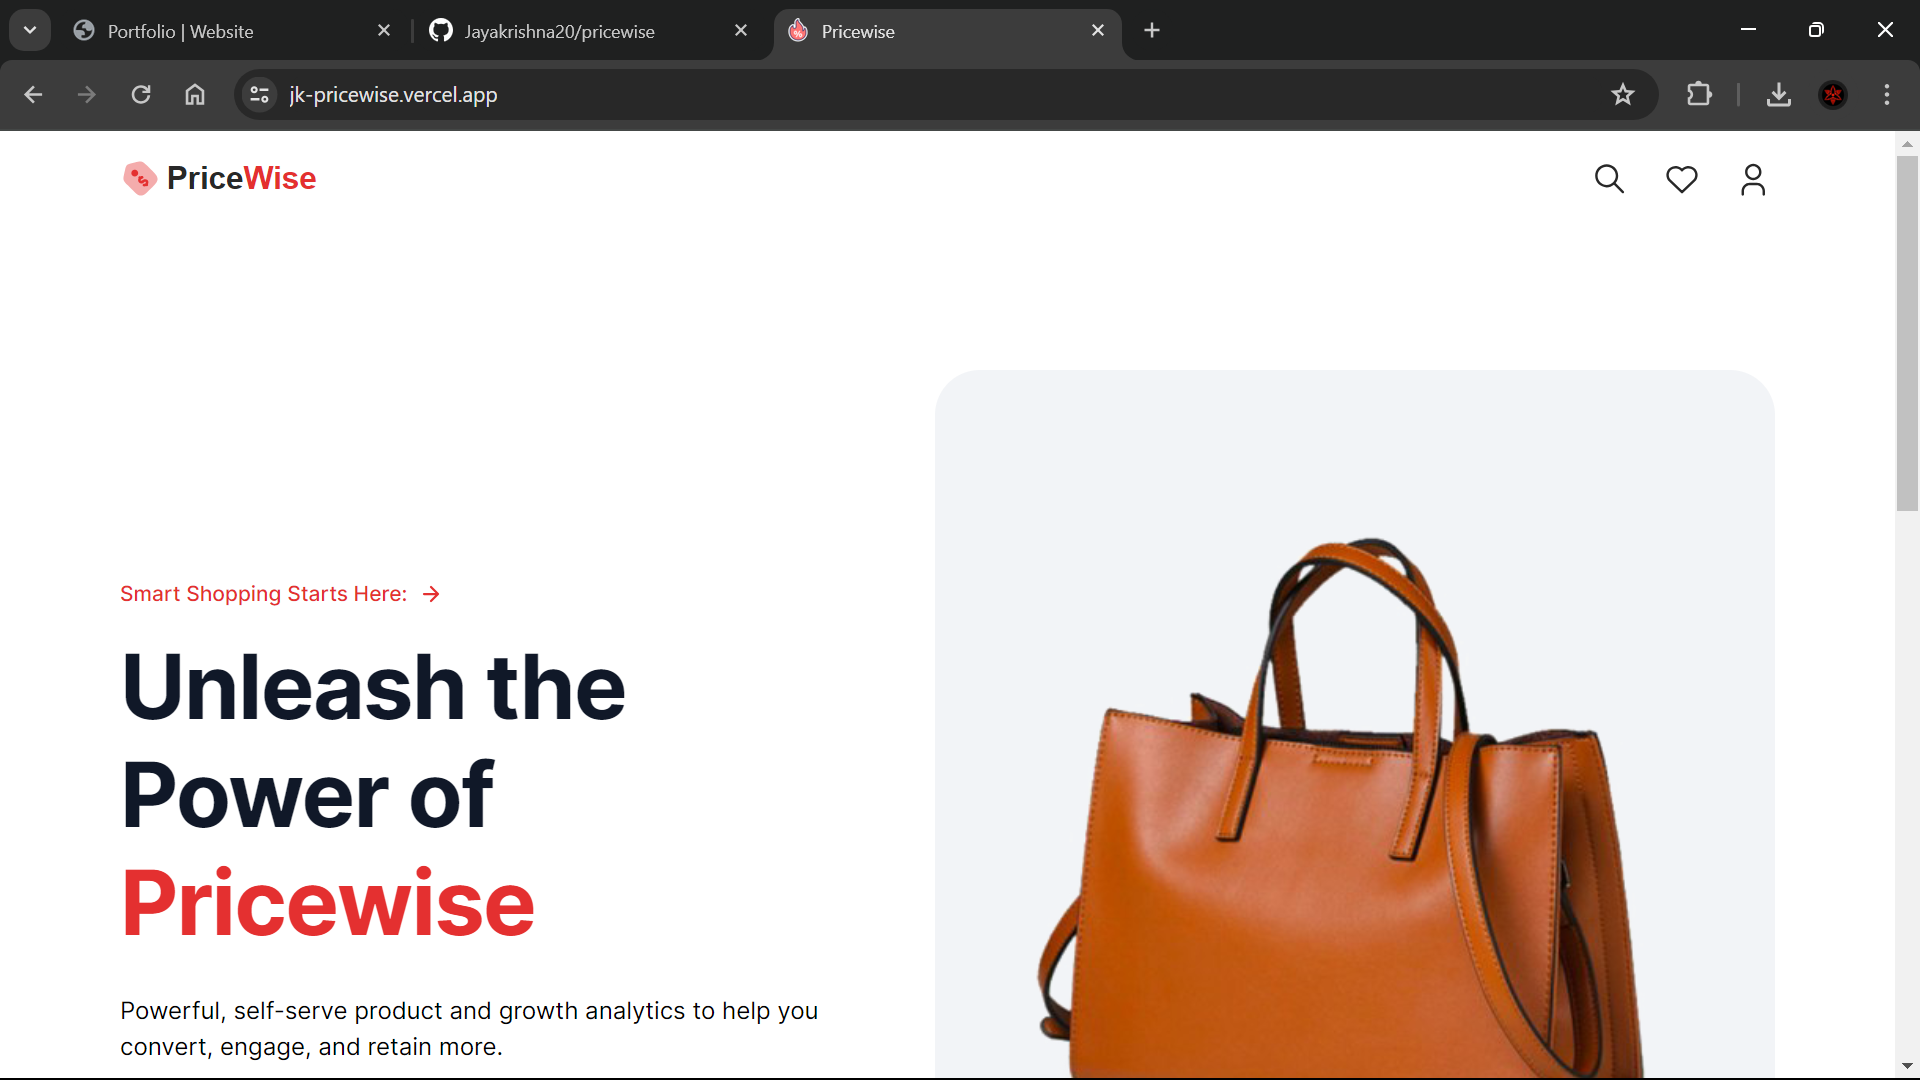 Portfolio | Website
Jayakrishna20/pricewise
Pricewise
jk-pricewise.vercel.app
PriceWise
Smart Shopping Starts Here:
Unleash the
Power of
Pricewise
Powerful, self-serve product and growth analytics to help you
convert, engage, and retain more.